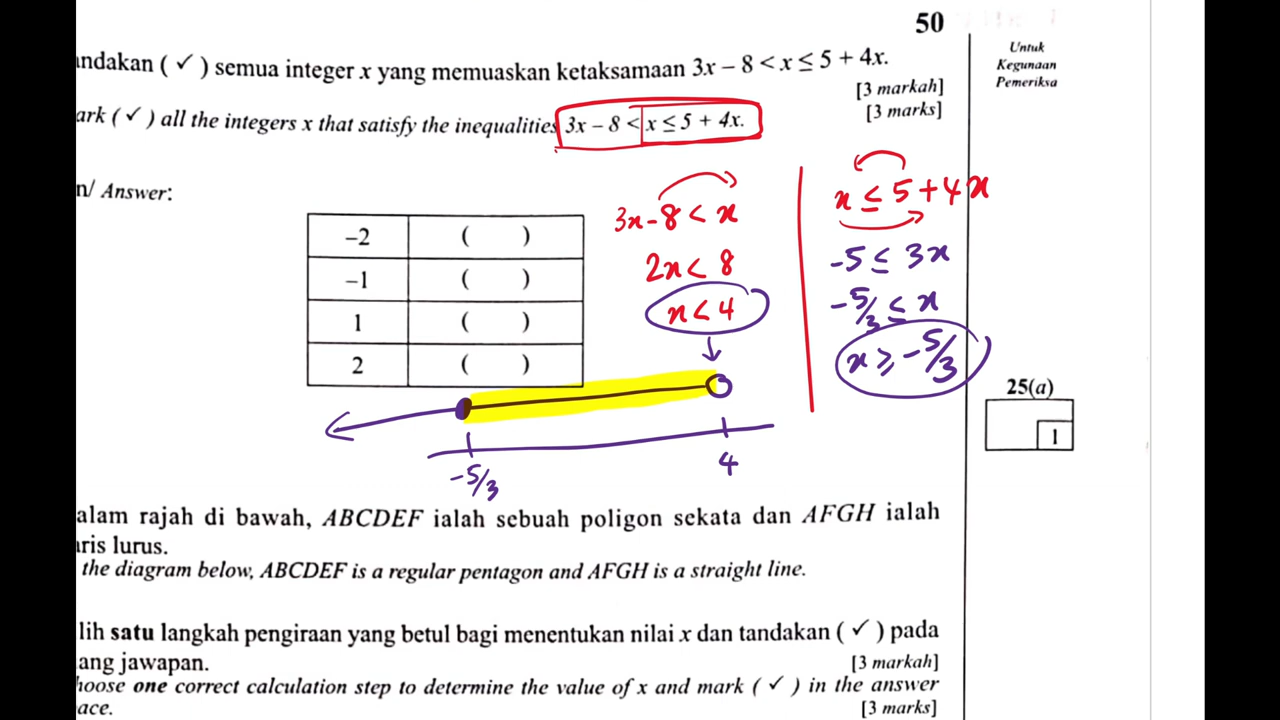 50
andakan ( ✓ ) semua integer x yang memuaskan ketaksamaan 3x – 8 < x ≤ 5 + 4x.
[3 markah]
ark ( ✓ ) all the integers x that satisfy the inequalities 3x – 8 < x ≤ 5 + 4x.
[3 marks]
Untuk
Kegunaan
Pemeriksa
n/ Answer:
–2 ( )
–1 ( )
1 ( )
2 ( )
3x-8 < x
2x < 8
x < 4
x ≤ 5+4x
-5 ≤ 3x
-5/3 ≤ x
x ≥ -5/3
-5/3
4
25(a)
1
alam rajah di bawah, ABCDEF ialah sebuah poligon sekata dan AFGH ialah
aris lurus.
the diagram below, ABCDEF is a regular pentagon and AFGH is a straight line.
lih satu langkah pengiraan yang betul bagi menentukan nilai x dan tandakan ( ✓ ) pada
ang jawapan.
[3 markah]
hoose one correct calculation step to determine the value of x and mark ( ✓ ) in the answer
ace.
[3 marks]